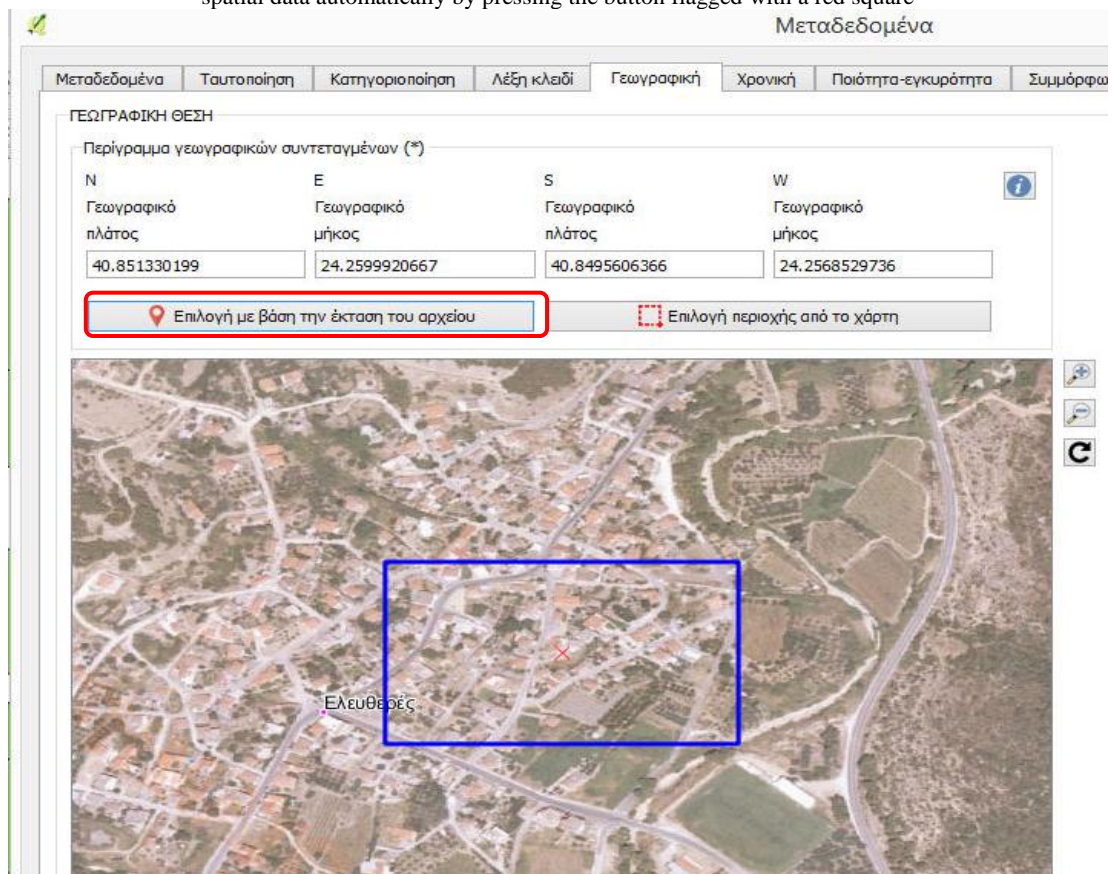 spatial data automatically by pressing the button flagged with a red square
Μεταδεδομένα
Μεταδεδομένα Ταυτοποίηση Κατηγοριοποίηση Λέξη κλειδί Γεωγραφική Χρονική Ποιότητα-εγκυρότητα Συμμόρφω
ΓΕΩΓΡΑΦΙΚΗ ΘΕΣΗ
Περίγραμμα γεωγραφικών συντεταγμένων (*)
N E S W
Γεωγραφικό Γεωγραφικό Γεωγραφικό Γεωγραφικό
πλάτος μήκος πλάτος μήκος
40.851330199 24.2599920667 40.8495606366 24.2568529736
Επιλογή με βάση την έκταση του αρχείου Επιλογή περιοχής από το χάρτη
Ελευθερές